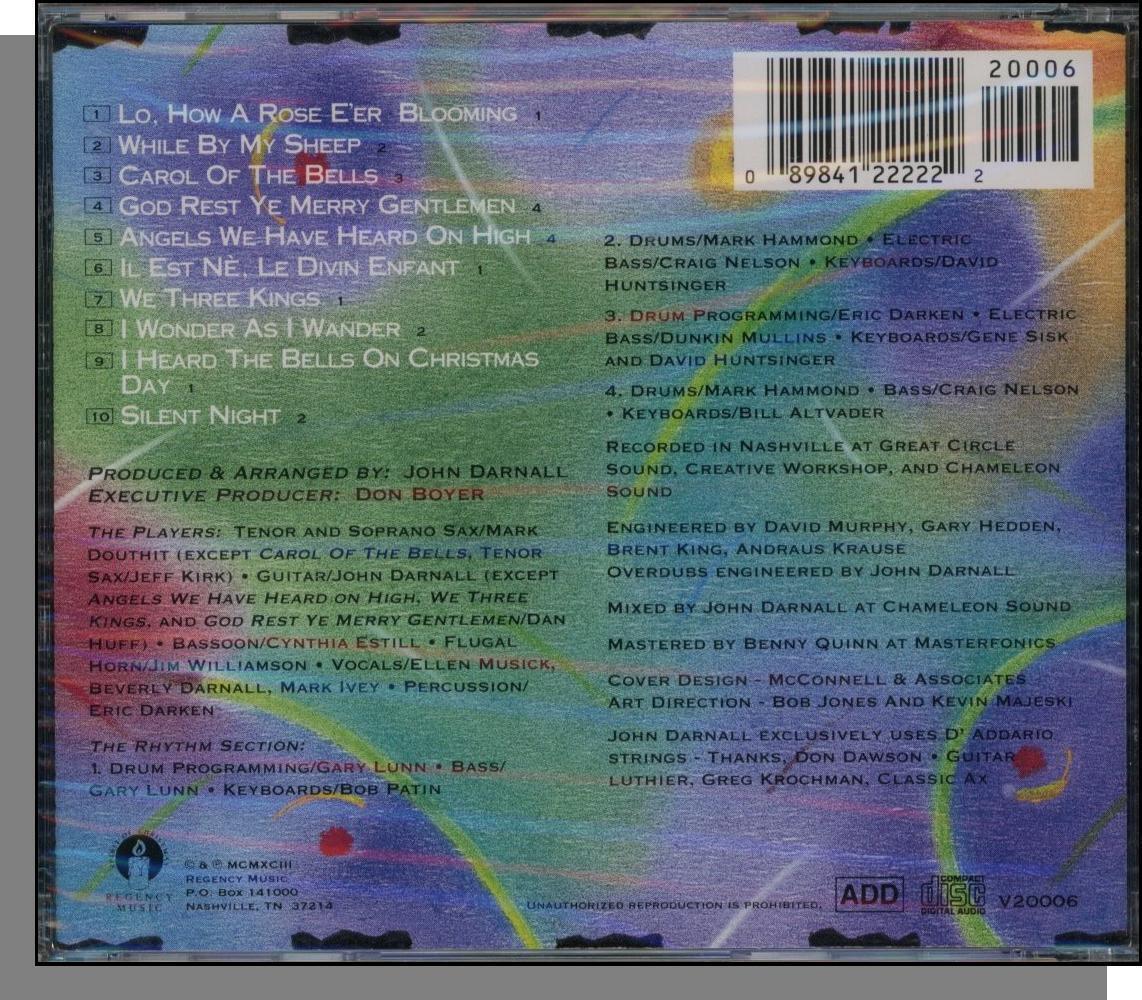 1 Lo, How A Rose E'er Blooming 1
2 While By My Sheep 2
3 Carol Of The Bells 3
4 God Rest Ye Merry Gentlemen 4
5 Angels We Have Heard On High 4
6 Il Est Nè, Le Divin Enfant 1
7 We Three Kings 1
8 I Wonder As I Wander 2
9 I Heard The Bells On Christmas
Day 1
10 Silent Night 2
Produced & Arranged by: John Darnall
Executive Producer: Don Boyer
The Players: Tenor and Soprano Sax/Mark
Douthit (except Carol Of The Bells, Tenor
Sax/Jeff Kirk) • Guitar/John Darnall (except
Angels We Have Heard on High, We Three
Kings, and God Rest Ye Merry Gentlemen/Dan
Huff) • Bassoon/Cynthia Estill • Flugal
Horn/Jim Williamson • Vocals/Ellen Musick,
Beverly Darnall, Mark Ivey • Percussion/
Eric Darken
The Rhythm Section:
1. Drum Programming/Gary Lunn • Bass/
Gary Lunn • Keyboards/Bob Patin
REGENCY
MUSIC
© & ℗ MCMXCIII
Regency Music
P.O. Box 141000
Nashville, TN 37214
20006
0 89841 22222 2
2. Drums/Mark Hammond • Electric
Bass/Craig Nelson • Keyboards/David
Huntsinger
3. Drum Programming/Eric Darken • Electric
Bass/Dunkin Mullins • Keyboards/Gene Sisk
and David Huntsinger
4. Drums/Mark Hammond • Bass/Craig Nelson
• Keyboards/Bill Altvader
Recorded in Nashville at Great Circle
Sound, Creative Workshop, and Chameleon
Sound
Engineered by David Murphy, Gary Hedden,
Brent King, Andraus Krause
Overdubs engineered by John Darnall
Mixed by John Darnall at Chameleon Sound
Mastered by Benny Quinn at Masterfonics
Cover Design - McConnell & Associates
Art Direction - Bob Jones And Kevin Majeski
John Darnall exclusively uses D' Addario
strings - Thanks, Don Dawson • Guitar
luthier, Greg Krochman, Classic Ax
Unauthorized reproduction is prohibited.
ADD
COMPACT
disc
DIGITAL AUDIO
V20006